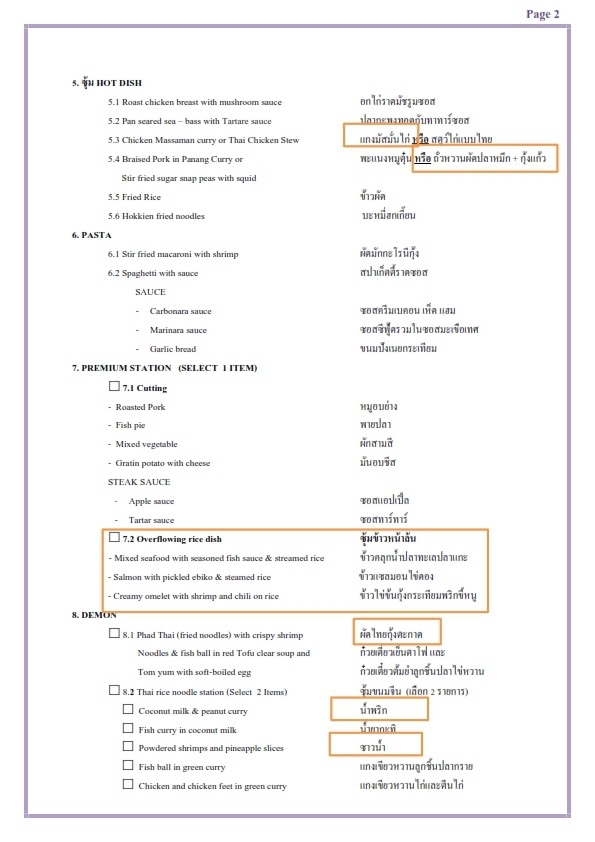 Page 2
5. ซุ้ม HOT DISH
5.1 Roast chicken breast with mushroom sauce อกไก่ราดมัชรูมซอส
5.2 Pan seared sea – bass with Tartare sauce ปลากะพงทอดกับทาทาร์ซอส
5.3 Chicken Massaman curry or Thai Chicken Stew แกงมัสมั่นไก่ หรือ สตูว์ไก่แบบไทย
5.4 Braised Pork in Panang Curry or พะแนงหมูตุ๋น หรือ ถั่วหวานผัดปลาหมึก + กุ้งแก้ว
Stir fried sugar snap peas with squid
5.5 Fried Rice ข้าวผัด
5.6 Hokkien fried noodles บะหมี่ฮกเกี้ยน
6. PASTA
6.1 Stir fried macaroni with shrimp ผัดมักกะโรนีกุ้ง
6.2 Spaghetti with sauce สปาเก็ตตี้ราดซอส
SAUCE
- Carbonara sauce ซอสครีมเบคอน เห็ด แฮม
- Marinara sauce ซอสซีฟู้ดรวมในซอสมะเขือเทศ
- Garlic bread ขนมปังเนยกระเทียม
7. PREMIUM STATION (SELECT 1 ITEM)
☐ 7.1 Cutting
- Roasted Pork หมูอบย่าง
- Fish pie พายปลา
- Mixed vegetable ผักสามสี
- Gratin potato with cheese มันอบชีส
STEAK SAUCE
- Apple sauce ซอสแอปเปิ้ล
- Tartar sauce ซอสทาร์ทาร์
☐ 7.2 Overflowing rice dish ซุ้มข้าวหน้าล้น
- Mixed seafood with seasoned fish sauce & streamed rice ข้าวคลุกน้ำปลาทะเลปลาแกะ
- Salmon with pickled ebiko & steamed rice ข้าวแซลมอนไข่ดอง
- Creamy omelet with shrimp and chili on rice ข้าวไข่ข้นกุ้งกระเทียมพริกขี้หนู
8. DEMON
☐ 8.1 Phad Thai (fried noodles) with crispy shrimp ผัดไทยกุ้งตะกาด
Noodles & fish ball in red Tofu clear soup and ก๋วยเตี๋ยวเย็นตาโฟ และ
Tom yum with soft-boiled egg ก๋วยเตี๋ยวต้มยำลูกชิ้นปลาไข่หวาน
☐ 8.2 Thai rice noodle station (Select 2 Items) ซุ้มขนมจีน (เลือก 2 รายการ)
☐ Coconut milk & peanut curry น้ำพริก
☐ Fish curry in coconut milk น้ำยากะทิ
☐ Powdered shrimps and pineapple slices ซาวน้ำ
☐ Fish ball in green curry แกงเขียวหวานลูกชิ้นปลากราย
☐ Chicken and chicken feet in green curry แกงเขียวหวานไก่และตีนไก่